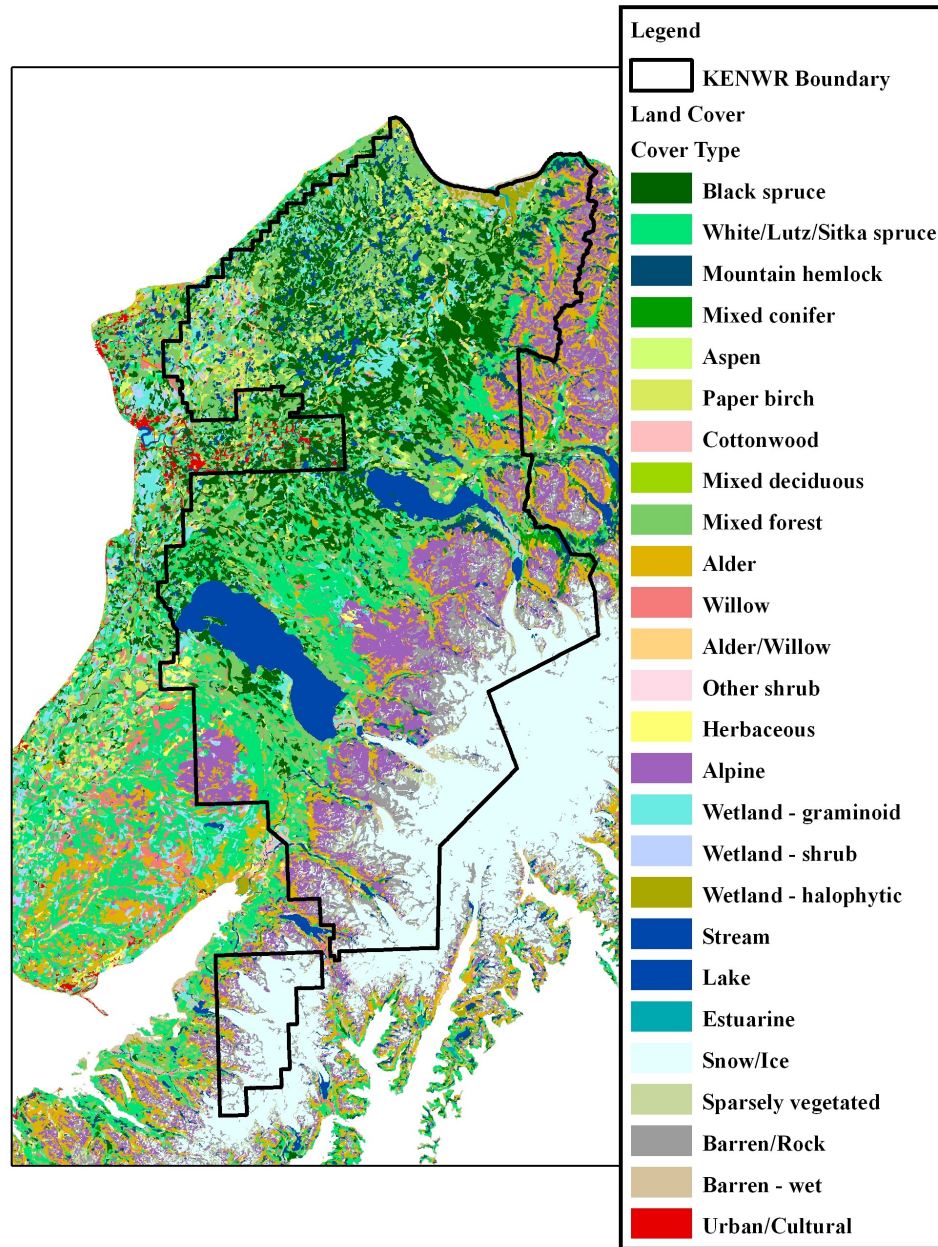 Legend
KENWR Boundary
Land Cover
Cover Type
Black spruce
White/Lutz/Sitka spruce
Mountain hemlock
Mixed conifer
Aspen
Paper birch
Cottonwood
Mixed deciduous
Mixed forest
Alder
Willow
Alder/Willow
Other shrub
Herbaceous
Alpine
Wetland - graminoid
Wetland - shrub
Wetland - halophytic
Stream
Lake
Estuarine
Snow/Ice
Sparsely vegetated
Barren/Rock
Barren - wet
Urban/Cultural